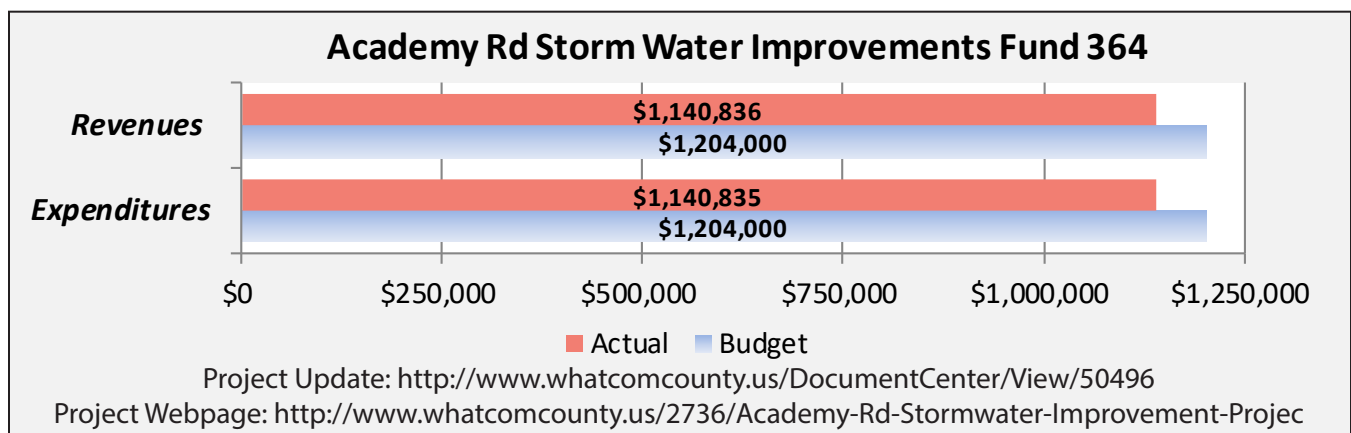 Academy Rd Storm Water Improvements Fund 364
Revenues
$1,140,836
$1,204,000
Expenditures
$1,140,835
$1,204,000
$0 $250,000 $500,000 $750,000 $1,000,000 $1,250,000
Actual Budget
Project Update: http://www.whatcomcounty.us/DocumentCenter/View/50496
Project Webpage: http://www.whatcomcounty.us/2736/Academy-Rd-Stormwater-Improvement-Projec